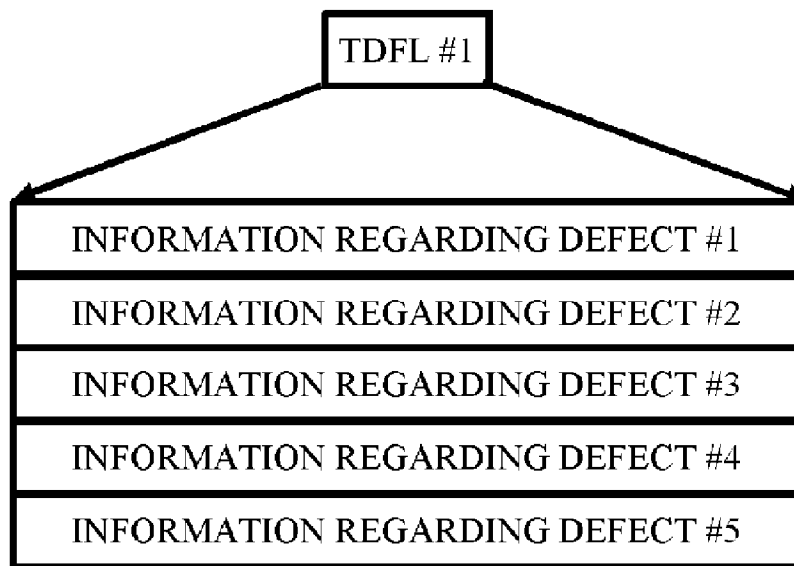 TDFL #1
INFORMATION REGARDING DEFECT #1
INFORMATION REGARDING DEFECT #2
INFORMATION REGARDING DEFECT #3
INFORMATION REGARDING DEFECT #4
INFORMATION REGARDING DEFECT #5